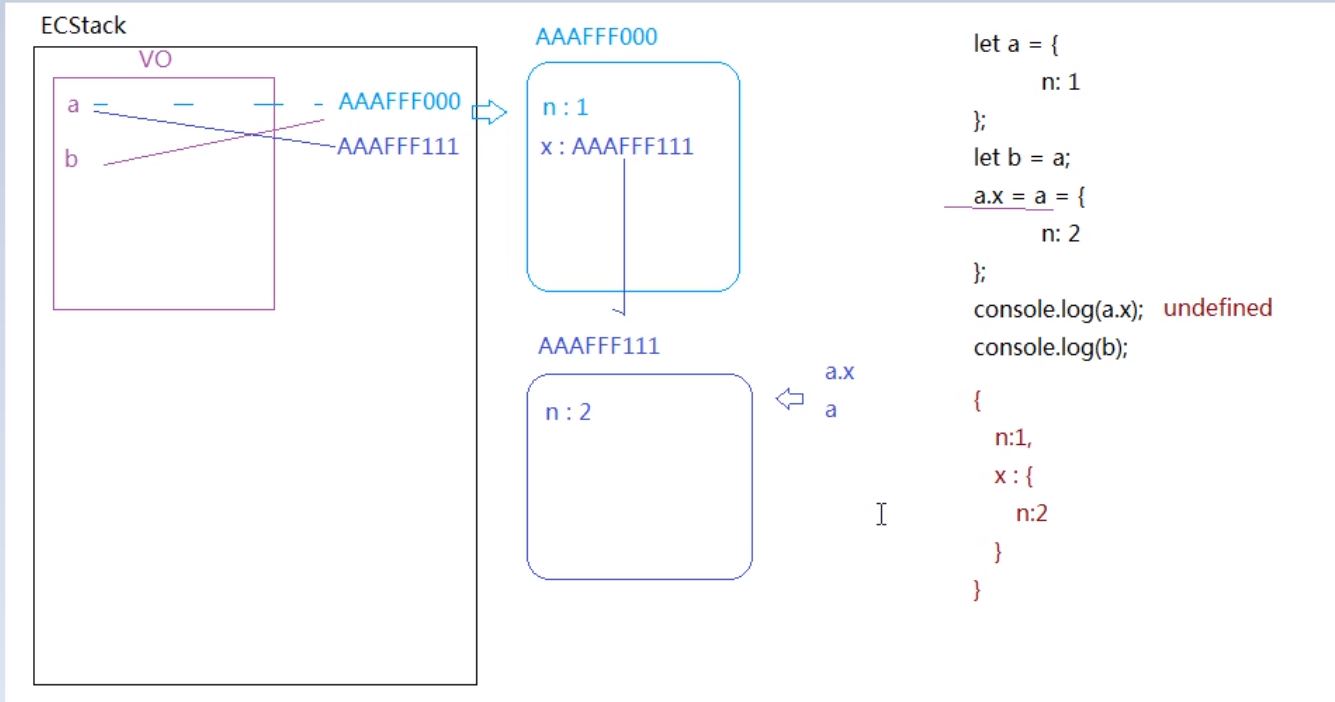 ECStack
VO
a
AAAFFF000
AAAFFF111
b
AAAFFF000
n : 1
x : AAAFFF111
AAAFFF111
n : 2
a.x
a
let a = {
n: 1
};
let b = a;
a.x = a = {
n: 2
};
console.log(a.x); undefined
console.log(b);
{
n:1,
x : {
n:2
}
}